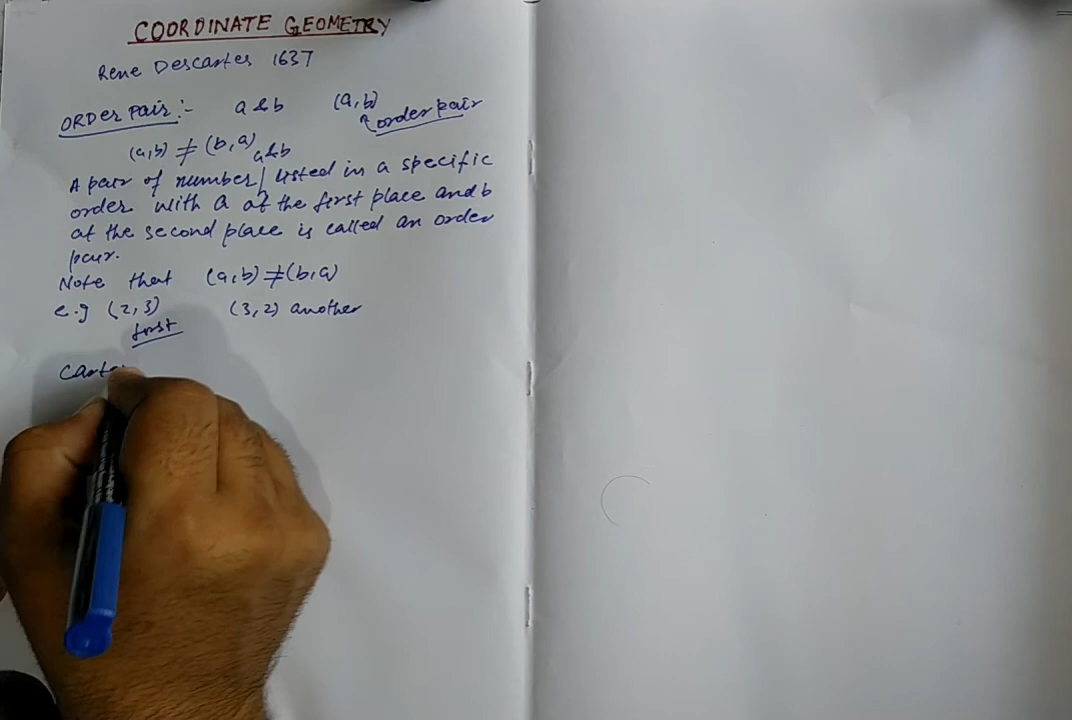 COORDINATE GEOMETRY
Rene Descartes 1637
ORDER PAIR :- a & b (a,b) order pair
(a,b) ≠ (b,a)
a & b
A pair of number listed in a specific
order with a at the first place and b
at the second place is called an order
pair.
Note that (a,b) ≠ (b,a)
e.g (2,3) (3,2) another
first